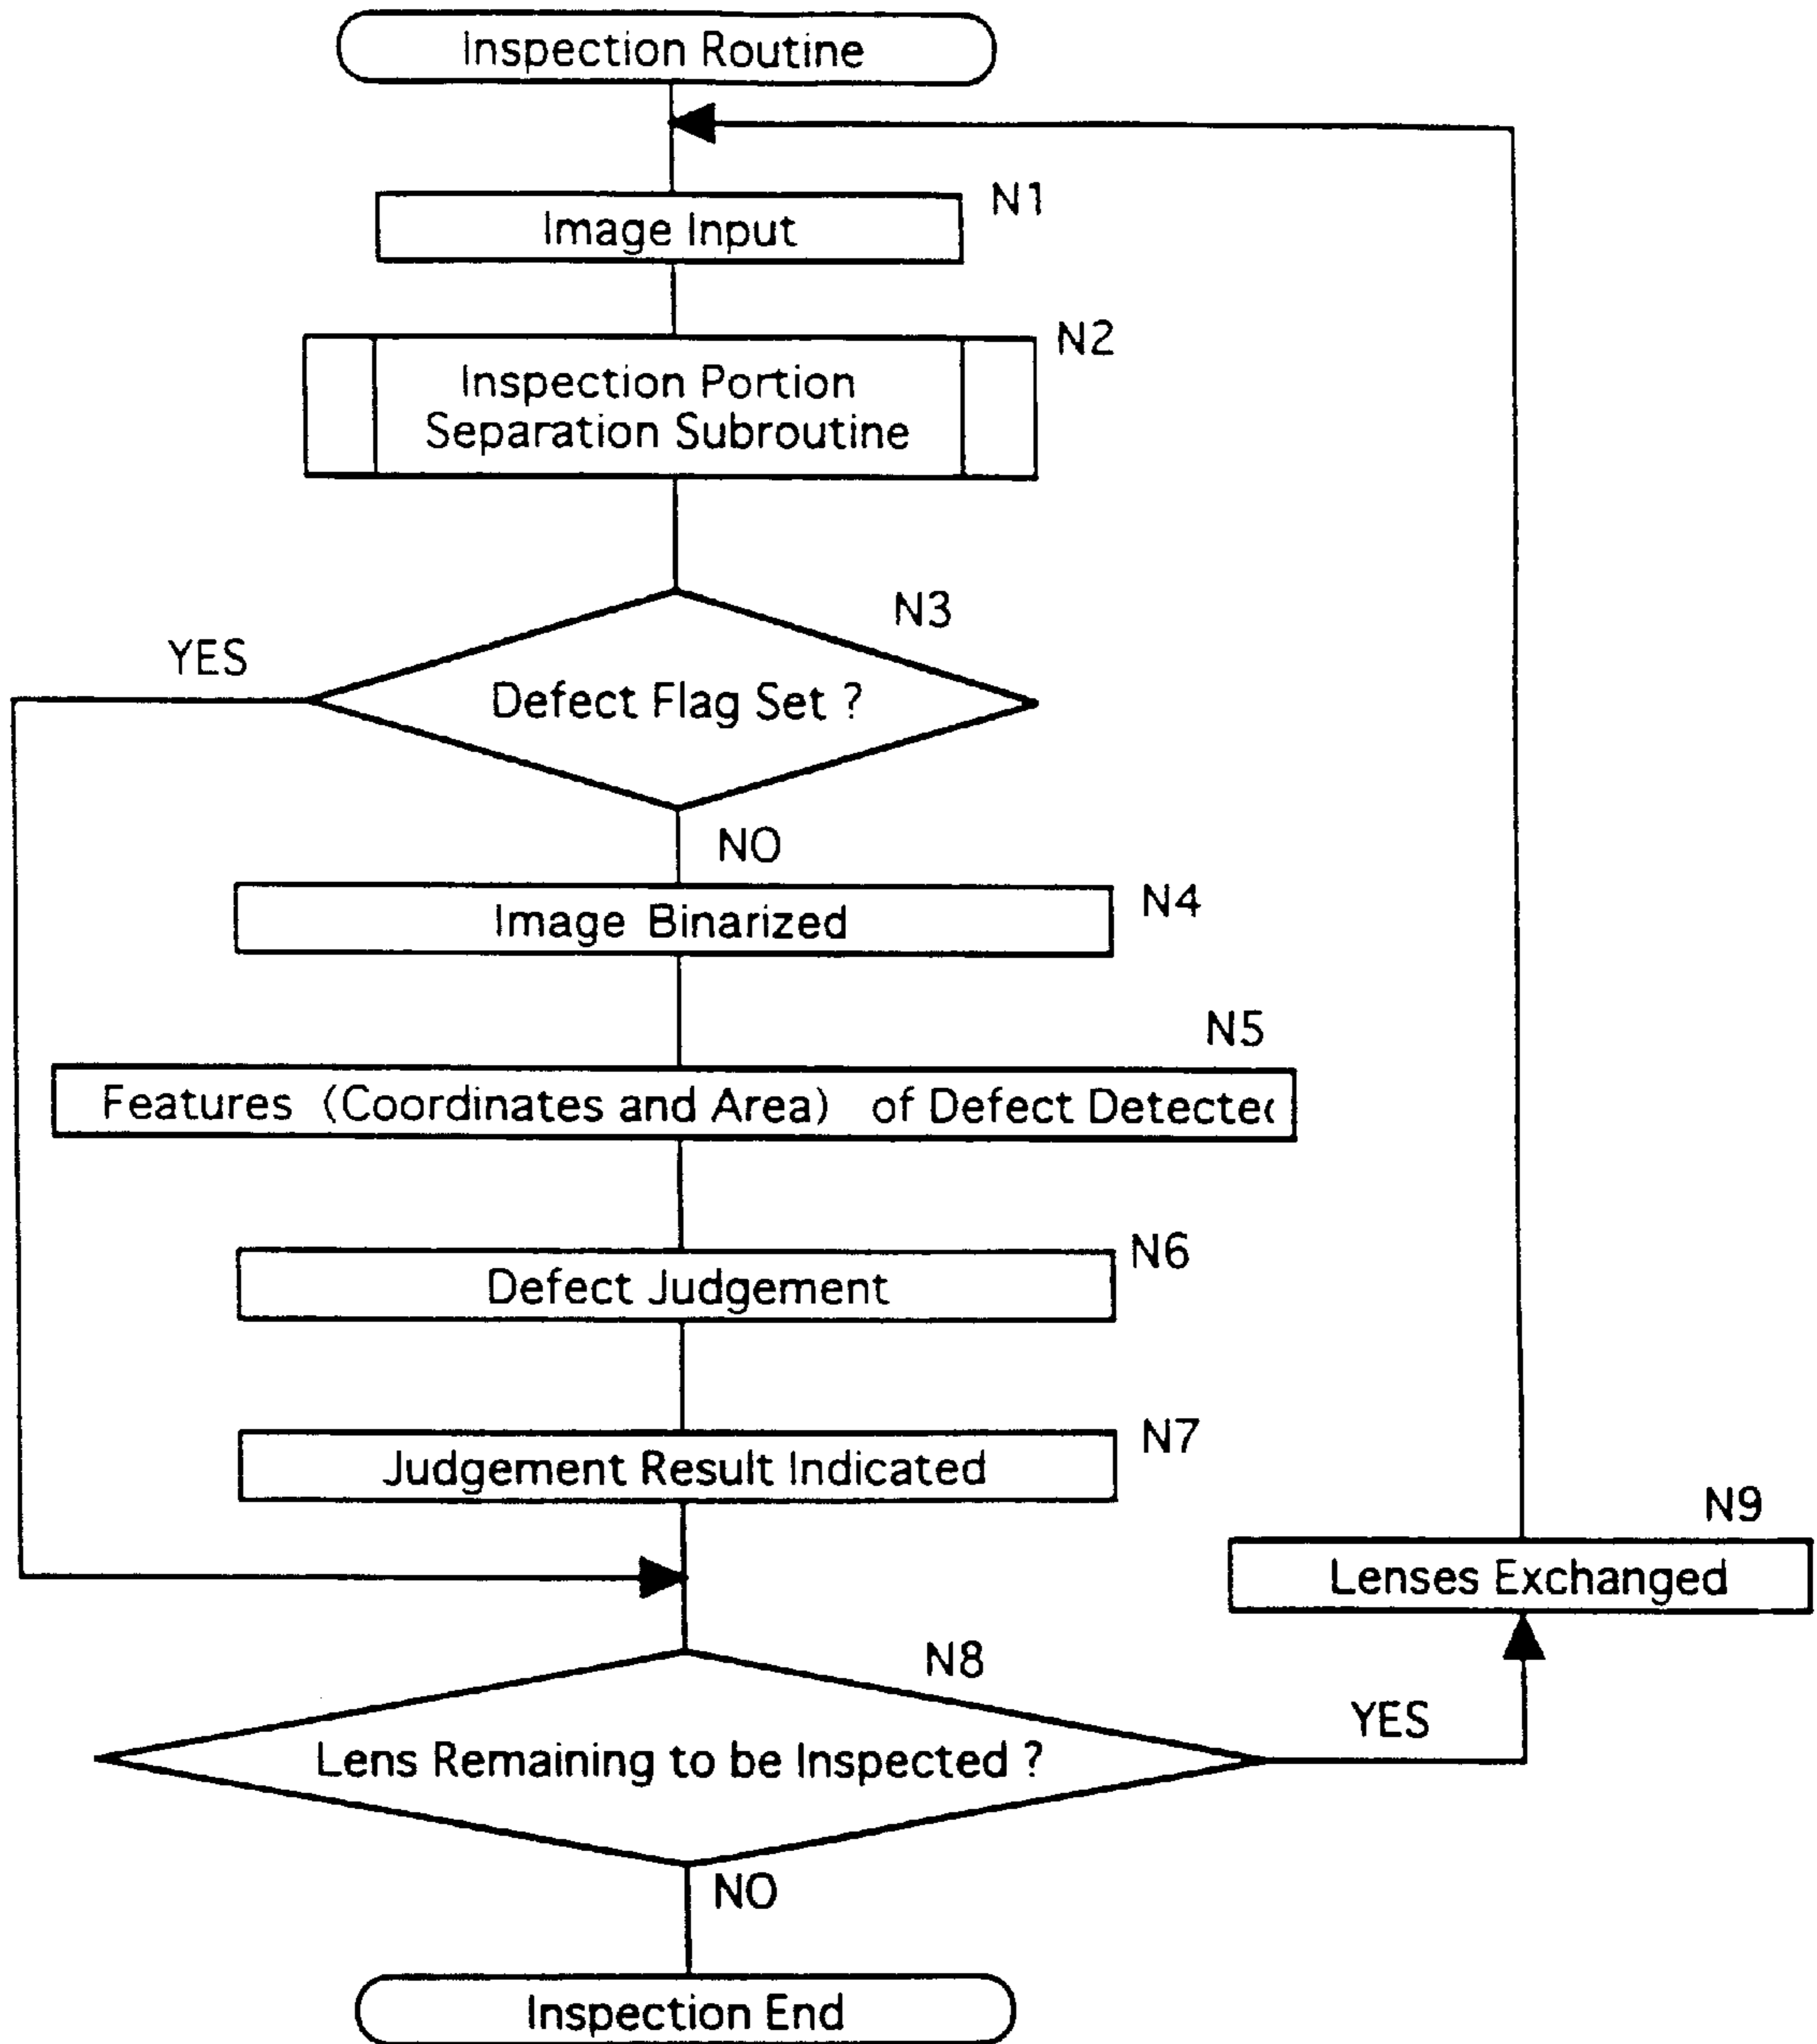 Inspection Routine
N1
Image Input
N2
Inspection Portion
Separation Subroutine
N3
YES
Defect Flag Set ?
NO
N4
Image Binarized
N5
Features (Coordinates and Area) of Defect Detected
N6
Defect Judgement
N7
Judgement Result Indicated
N9
Lenses Exchanged
N8
YES
Lens Remaining to be Inspected ?
NO
Inspection End